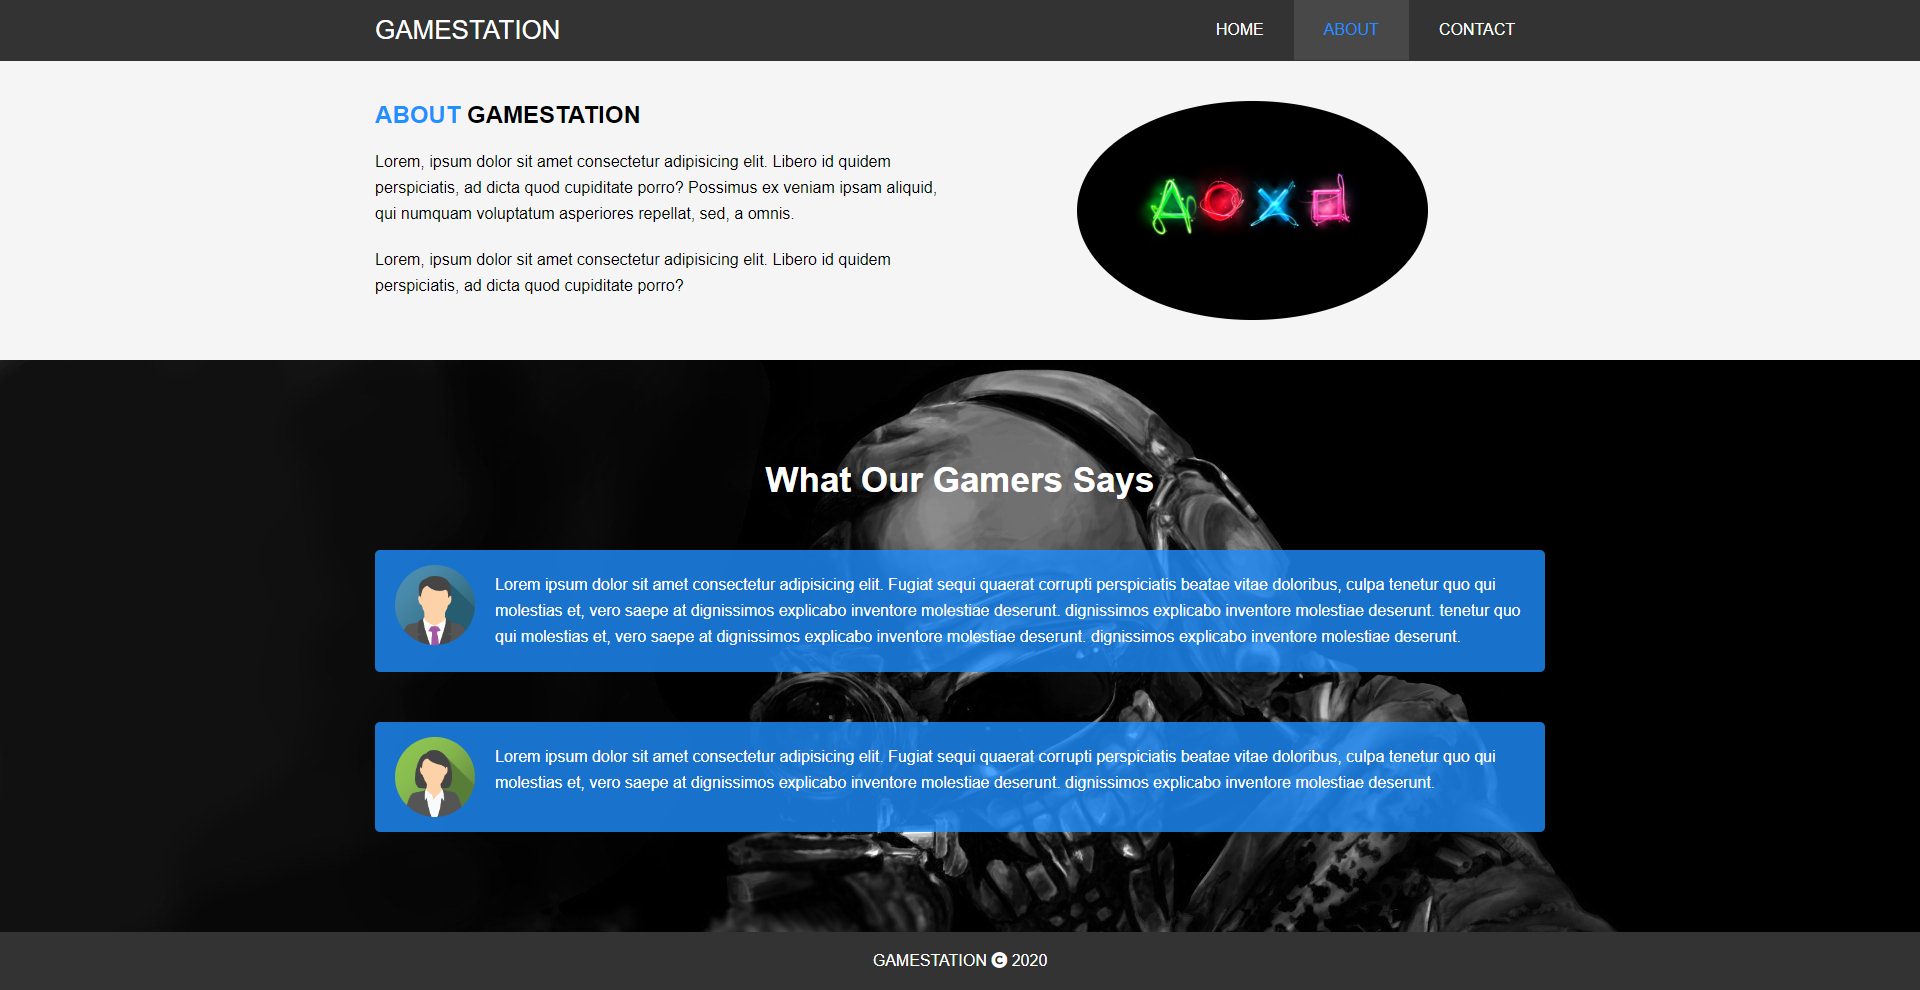 GAMESTATION
HOME
ABOUT
CONTACT
ABOUT GAMESTATION
Lorem, ipsum dolor sit amet consectetur adipisicing elit. Libero id quidem
perspiciatis, ad dicta quod cupiditate porro? Possimus ex veniam ipsam aliquid,
qui numquam voluptatum asperiores repellat, sed, a omnis.
Lorem, ipsum dolor sit amet consectetur adipisicing elit. Libero id quidem
perspiciatis, ad dicta quod cupiditate porro?
What Our Gamers Says
Lorem ipsum dolor sit amet consectetur adipisicing elit. Fugiat sequi quaerat corrupti perspiciatis beatae vitae doloribus, culpa tenetur quo qui
molestias et, vero saepe at dignissimos explicabo inventore molestiae deserunt. dignissimos explicabo inventore molestiae deserunt. tenetur quo
qui molestias et, vero saepe at dignissimos explicabo inventore molestiae deserunt. dignissimos explicabo inventore molestiae deserunt.
Lorem ipsum dolor sit amet consectetur adipisicing elit. Fugiat sequi quaerat corrupti perspiciatis beatae vitae doloribus, culpa tenetur quo qui
molestias et, vero saepe at dignissimos explicabo inventore molestiae deserunt. dignissimos explicabo inventore molestiae deserunt.
GAMESTATION © 2020